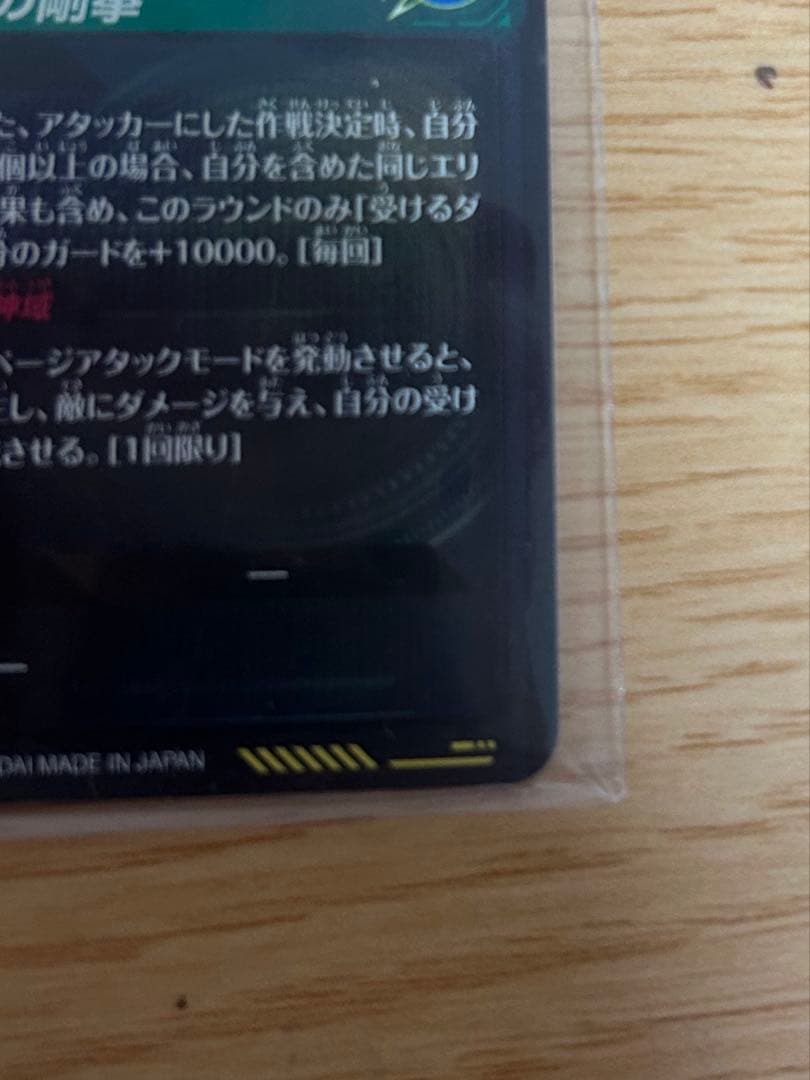 の剛拳
た、アタッカーにした作戦決定時、自分
個以上の場合、自分を含めた同じエリ
果も含め、このラウンドのみ「受けるダ
分のガードを+10000。[毎回]
神域
ページアタックモードを発動させると、
し、敵にダメージを与え、自分の受け
させる。[1回限り]
DAI MADE IN JAPAN